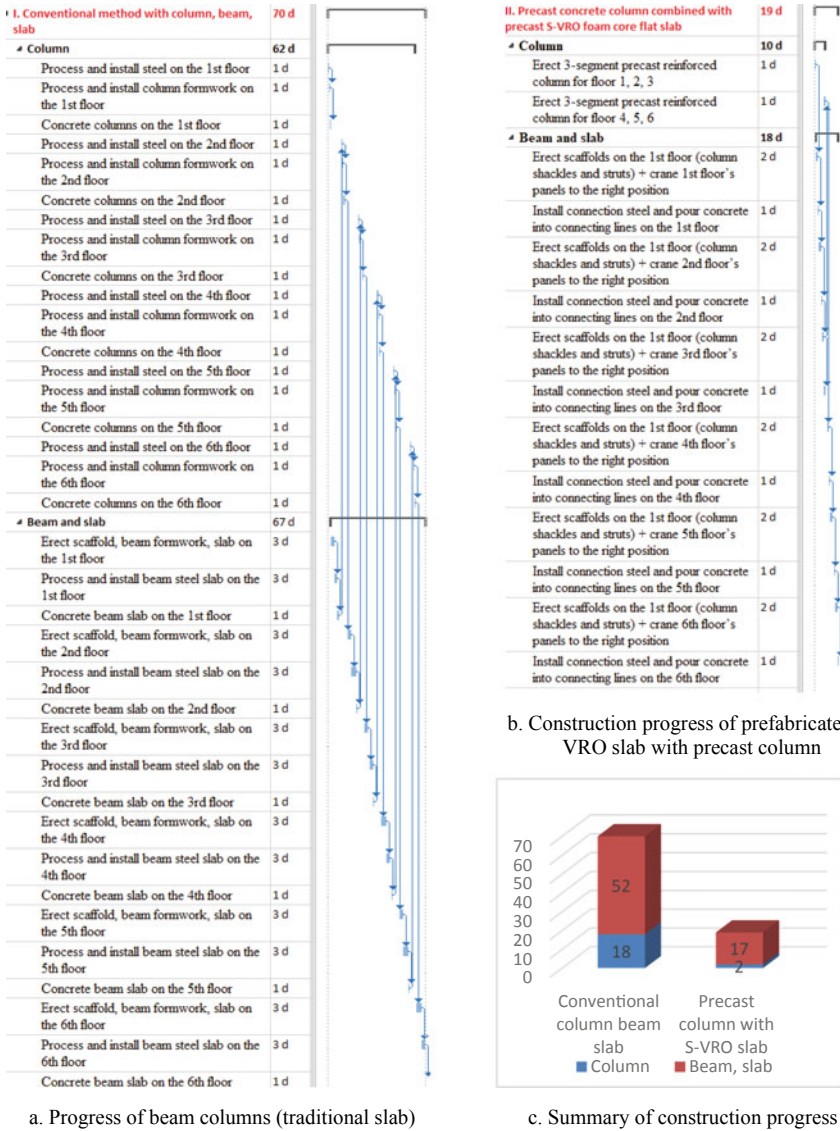 I. Conventional method with column, beam, 70 d
slab
Column 62 d
Process and install steel on the 1st floor 1 d
Process and install column formwork on 1 d
the 1st floor
Concrete columns on the 1st floor 1 d
Process and install steel on the 2nd floor 1 d
Process and install column formwork on 1 d
the 2nd floor
Concrete columns on the 2nd floor 1 d
Process and install steel on the 3rd floor 1 d
Process and install column formwork on 1 d
the 3rd floor
Concrete columns on the 3rd floor 1 d
Process and install steel on the 4th floor 1 d
Process and install column formwork on 1 d
the 4th floor
Concrete columns on the 4th floor 1 d
Process and install steel on the 5th floor 1 d
Process and install column formwork on 1 d
the 5th floor
Concrete columns on the 5th floor 1 d
Process and install steel on the 6th floor 1 d
Process and install column formwork on 1 d
the 6th floor
Concrete columns on the 6th floor 1 d
Beam and slab 67 d
Erect scaffold, beam formwork, slab on 3 d
the 1st floor
Process and install beam steel slab on the 3 d
1st floor
Concrete beam slab on the 1st floor 1 d
Erect scaffold, beam formwork, slab on 3 d
the 2nd floor
Process and install beam steel slab on the 3 d
2nd floor
Concrete beam slab on the 2nd floor 1 d
Erect scaffold, beam formwork, slab on 3 d
the 3rd floor
Process and install beam steel slab on the 3 d
3rd floor
Concrete beam slab on the 3rd floor 1 d
Erect scaffold, beam formwork, slab on 3 d
the 4th floor
Process and install beam steel slab on the 3 d
4th floor
Concrete beam slab on the 4th floor 1 d
Erect scaffold, beam formwork, slab on 3 d
the 5th floor
Process and install beam steel slab on the 3 d
5th floor
Concrete beam slab on the 5th floor 1 d
Erect scaffold, beam formwork, slab on 3 d
the 6th floor
Process and install beam steel slab on the 3 d
6th floor
Concrete beam slab on the 6th floor 1 d
a. Progress of beam columns (traditional slab)
II. Precast concrete column combined with 19 d
precast S-VRO foam core flat slab
Column 10 d
Erect 3-segment precast reinforced 1 d
column for floor 1, 2, 3
Erect 3-segment precast reinforced 1 d
column for floor 4, 5, 6
Beam and slab 18 d
Erect scaffolds on the 1st floor (column 2 d
shackles and struts) + crane 1st floor's
panels to the right position
Install connection steel and pour concrete 1 d
into connecting lines on the 1st floor
Erect scaffolds on the 1st floor (column 2 d
shackles and struts) + crane 2nd floor's
panels to the right position
Install connection steel and pour concrete 1 d
into connecting lines on the 2nd floor
Erect scaffolds on the 1st floor (column 2 d
shackles and struts) + crane 3rd floor's
panels to the right position
Install connection steel and pour concrete 1 d
into connecting lines on the 3rd floor
Erect scaffolds on the 1st floor (column 2 d
shackles and struts) + crane 4th floor's
panels to the right position
Install connection steel and pour concrete 1 d
into connecting lines on the 4th floor
Erect scaffolds on the 1st floor (column 2 d
shackles and struts) + crane 5th floor's
panels to the right position
Install connection steel and pour concrete 1 d
into connecting lines on the 5th floor
Erect scaffolds on the 1st floor (column 2 d
shackles and struts) + crane 6th floor's
panels to the right position
Install connection steel and pour concrete 1 d
into connecting lines on the 6th floor
b. Construction progress of prefabricate
VRO slab with precast column
70
60
50
40
30
20
10
0
52
18
17
2
Conventional
column beam
slab
Precast
column with
S-VRO slab
Column Beam, slab
c. Summary of construction progress